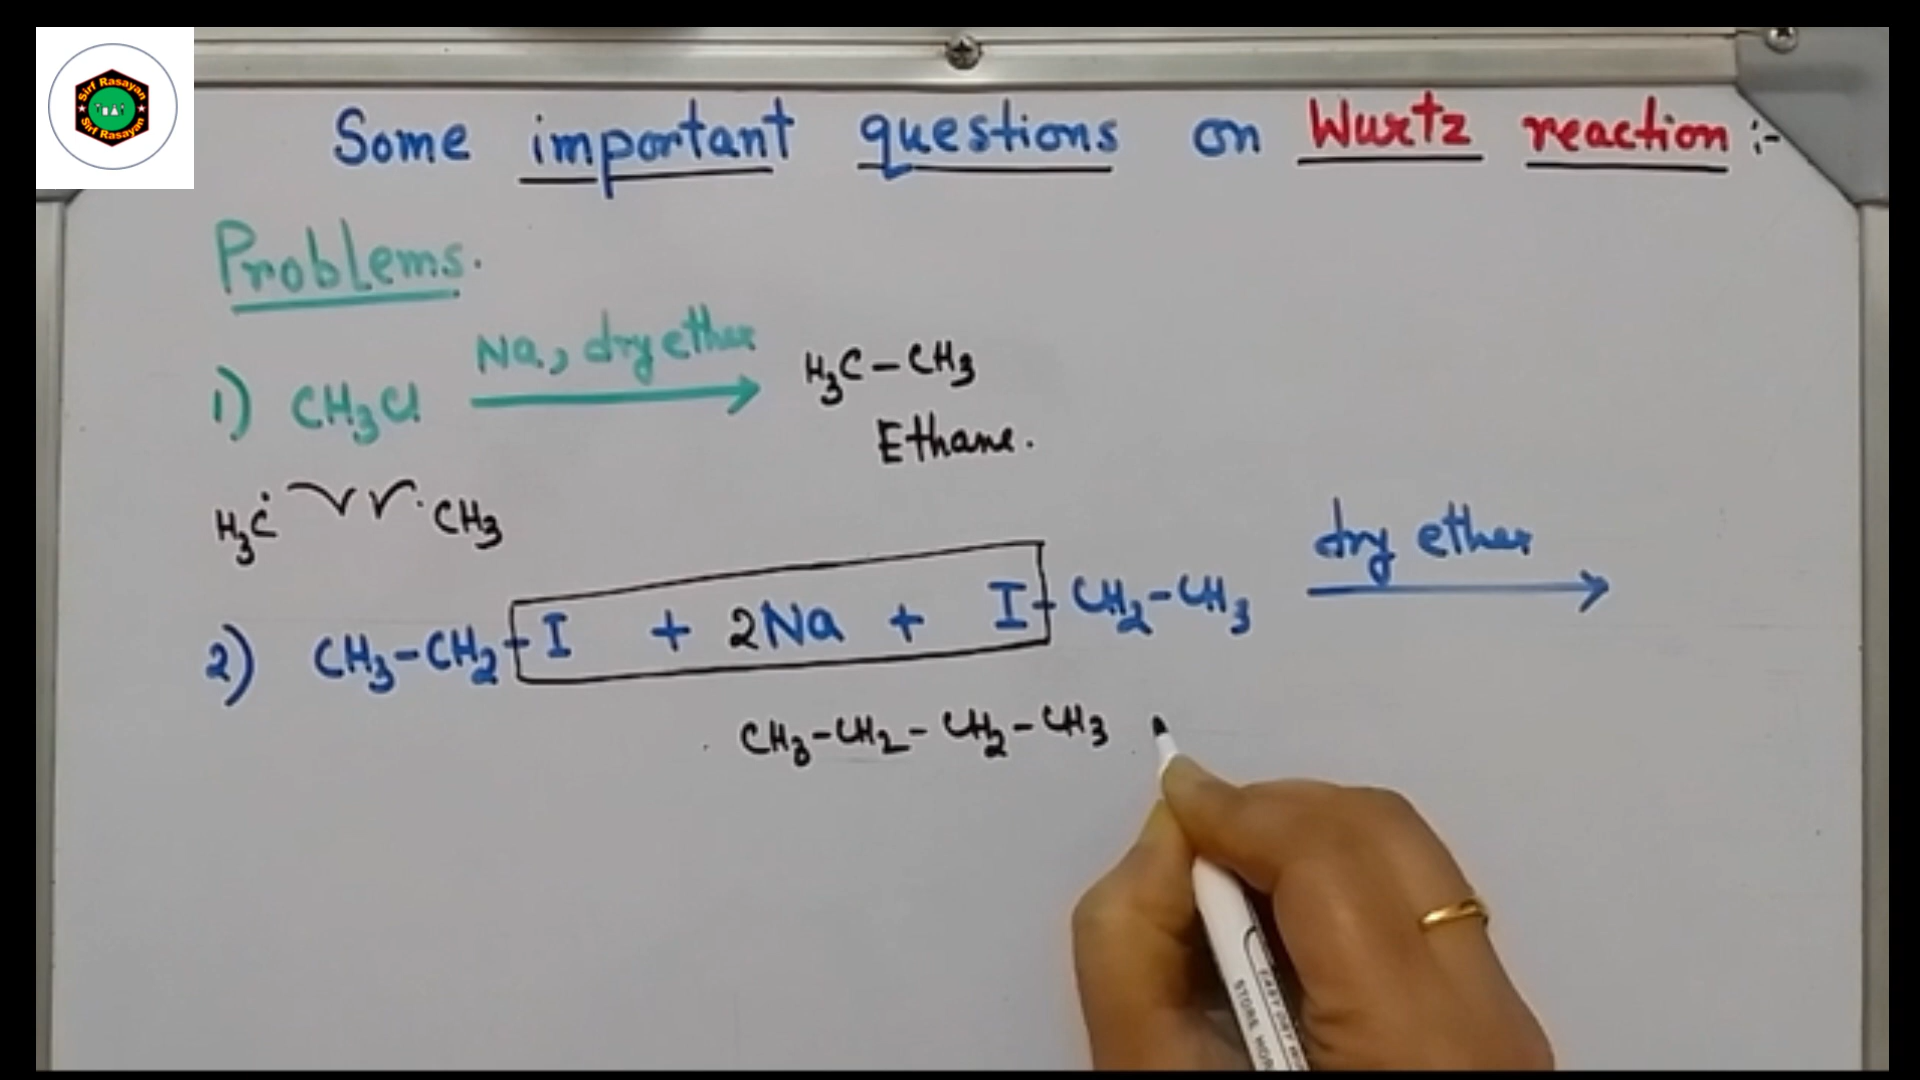 Sirf Rasayan
Sirf Rasayan
Some important questions on Wurtz reaction :-
Problems.
1) CH3Cl Na, dry ether → H3C – CH3
Ethane.
H3C· ·CH3
2) CH3-CH2-I + 2Na + I-CH2-CH3 dry ether →
CH3-CH2-CH2-CH3